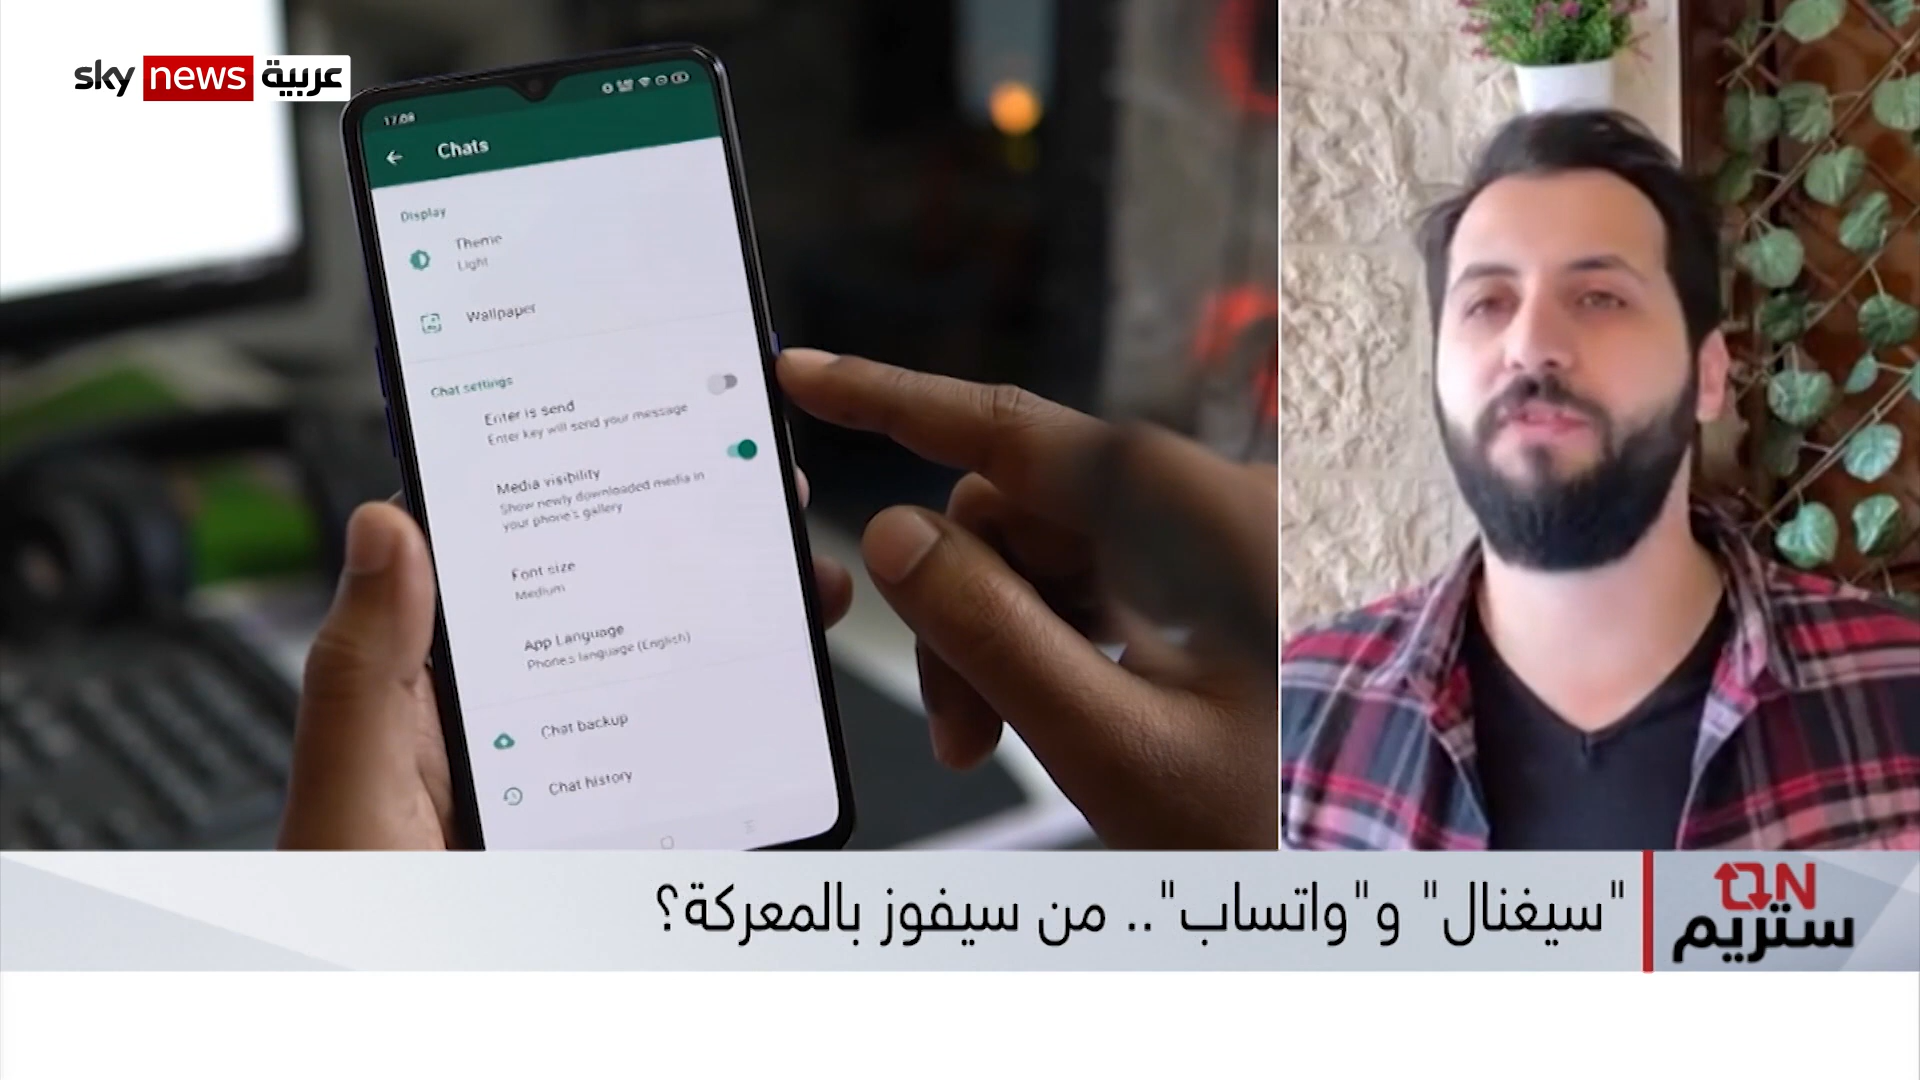 sky news عربية
17.08
Chats
Display
Theme
Light
Wallpaper
Chat settings
Enter is send
Enter key will send your message
Media visibility
Show newly downloaded media in
your phone's gallery
Font size
Medium
App Language
Phone's language (English)
Chat backup
Chat history
"سيغنال" و"واتساب".. من سيفوز بالمعركة؟
ON
ستريم